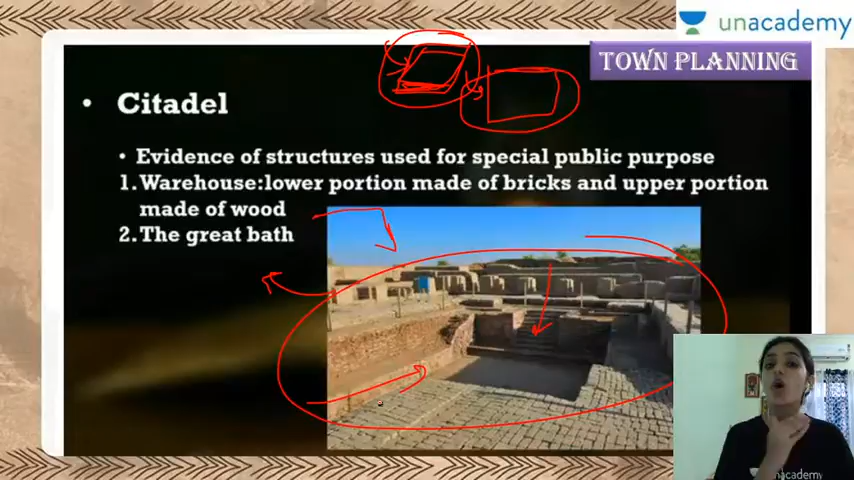 unacademy
TOWN PLANNING
• Citadel
• Evidence of structures used for special public purpose
1. Warehouse:lower portion made of bricks and upper portion
made of wood
2. The great bath
unacademy